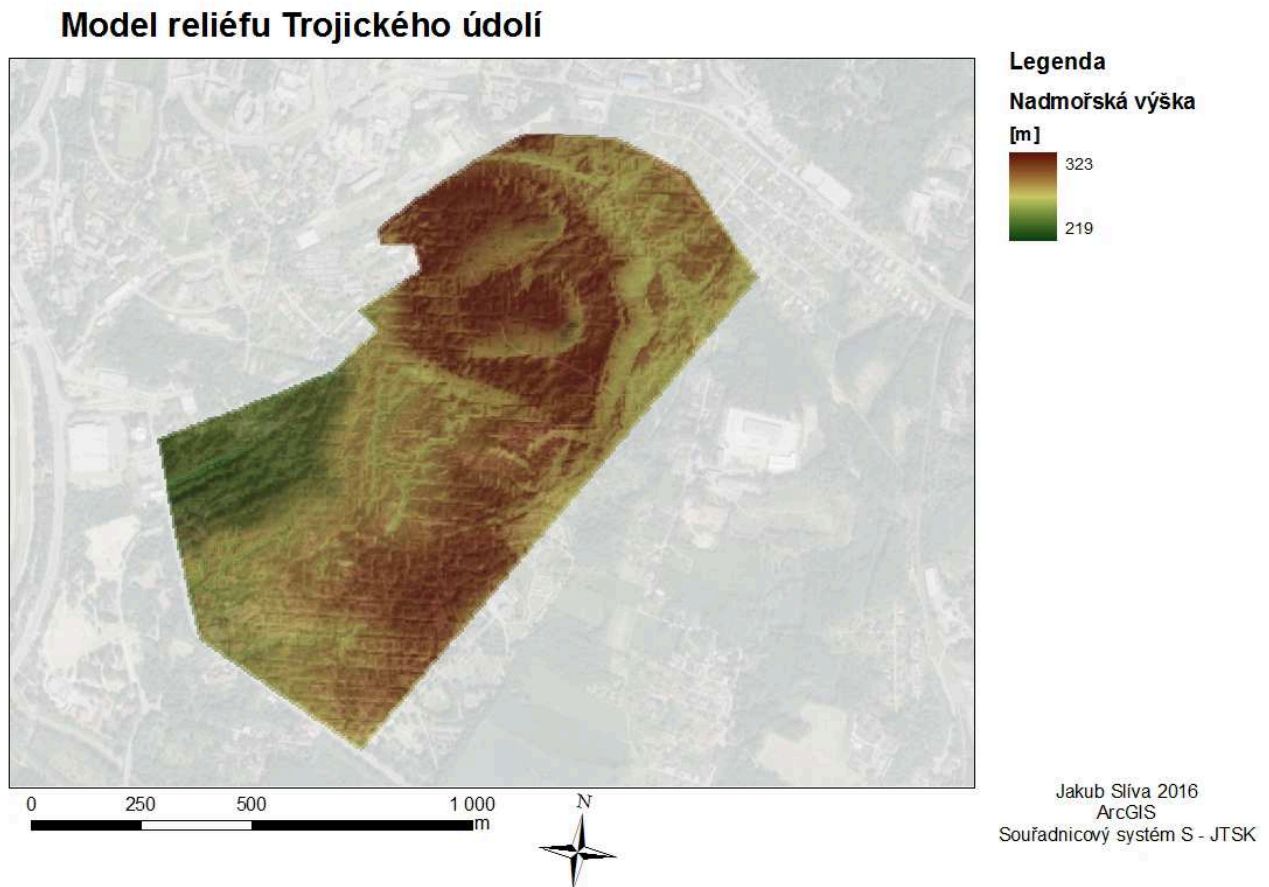 Model reliéfu Trojického údolí
Legenda
Nadmořská výška
[m]
323
219
0 250 500 1 000
m
N
Jakub Slíva 2016
ArcGIS
Souřadnicový systém S - JTSK